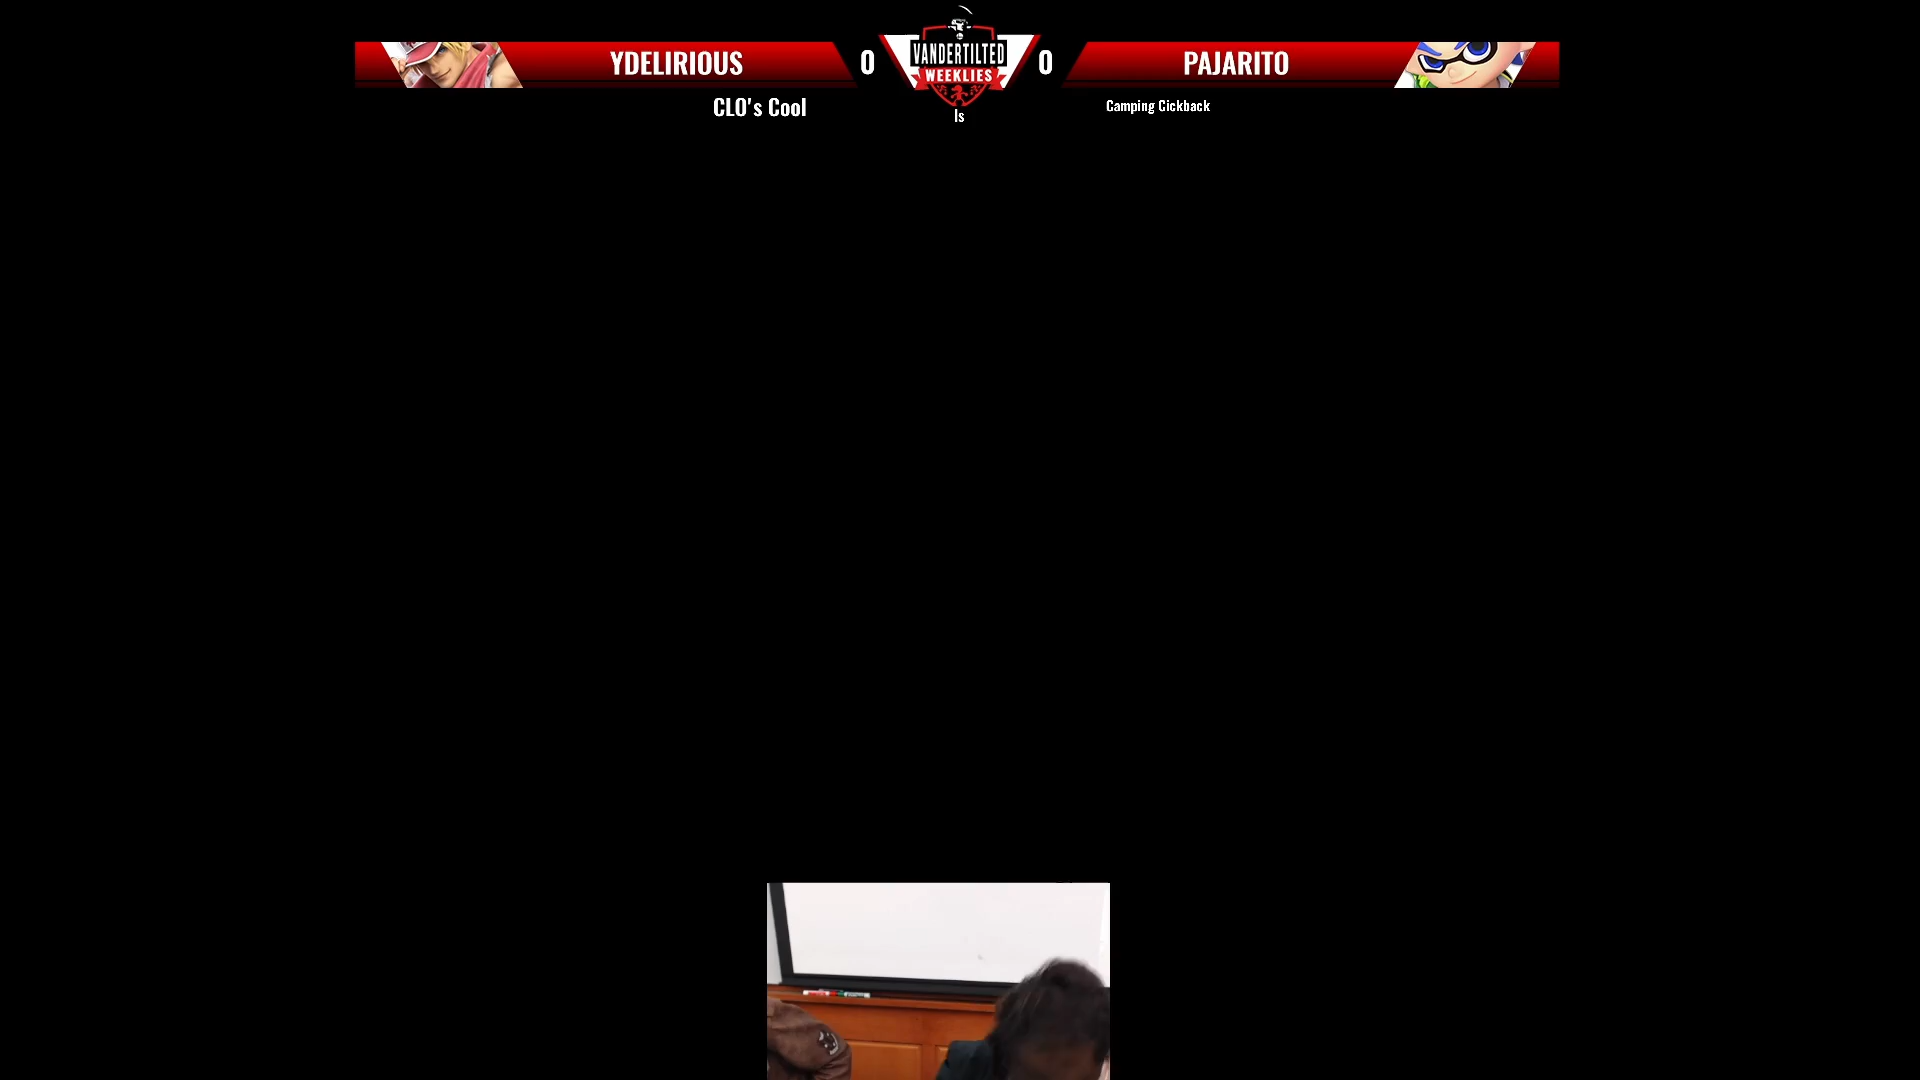 YDELIRIOUS
0
VANDERTILTED
WEEKLIES
0
PAJARITO
CLO's Cool
Is
Camping Cickback